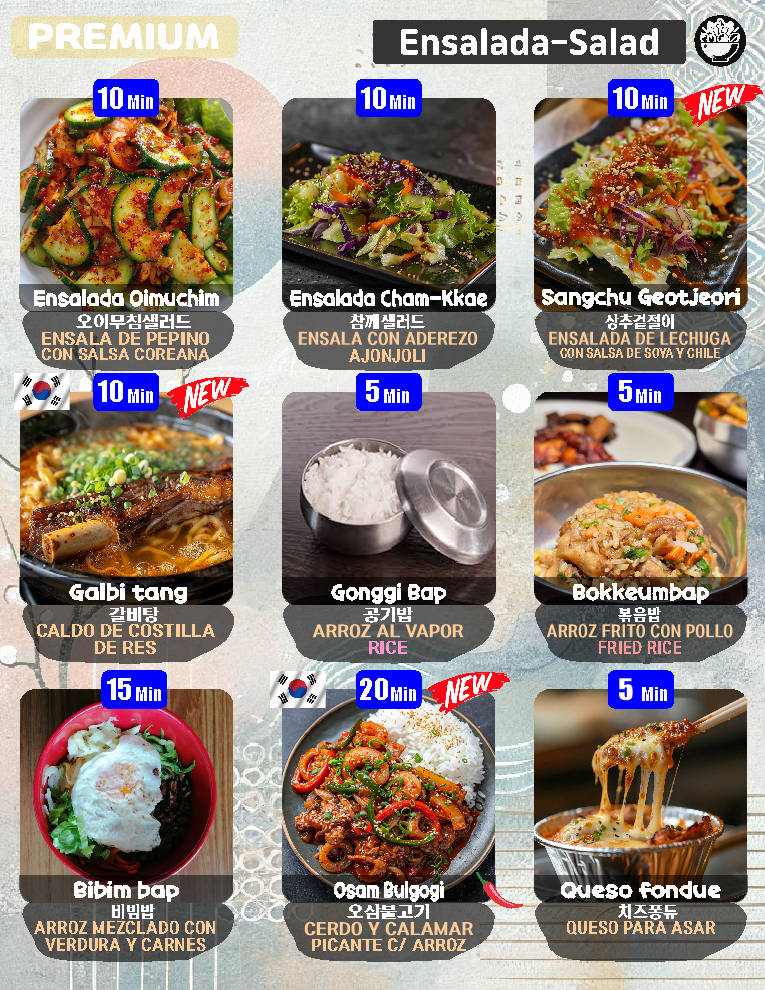 PREMIUM
Ensalada-Salad
10 Min
10 Min
10 Min
NEW
Ensalada Oimuchim
오이무침샐러드
ENSALA DE PEPINO
CON SALSA COREANA
Ensalada Cham-Kkae
참깨샐러드
ENSALA CON ADEREZO
AJONJOLI
Sangchu Geotjeori
상추겉절이
ENSALADA DE LECHUGA
CON SALSA DE SOYA Y CHILE
10 Min
NEW
5 Min
5 Min
Galbi tang
갈비탕
CALDO DE COSTILLA
DE RES
Gonggi Bap
공기밥
ARROZ AL VAPOR
RICE
Bokkeumbap
볶음밥
ARROZ FRITO CON POLLO
FRIED RICE
15 Min
20 Min
NEW
5 Min
Bibim bap
비빔밥
ARROZ MEZCLADO CON
VERDURA Y CARNES
Osam Bulgogi
오삼불고기
CERDO Y CALAMAR
PICANTE C/ ARROZ
Queso fondue
치즈퐁듀
QUESO PARA ASAR